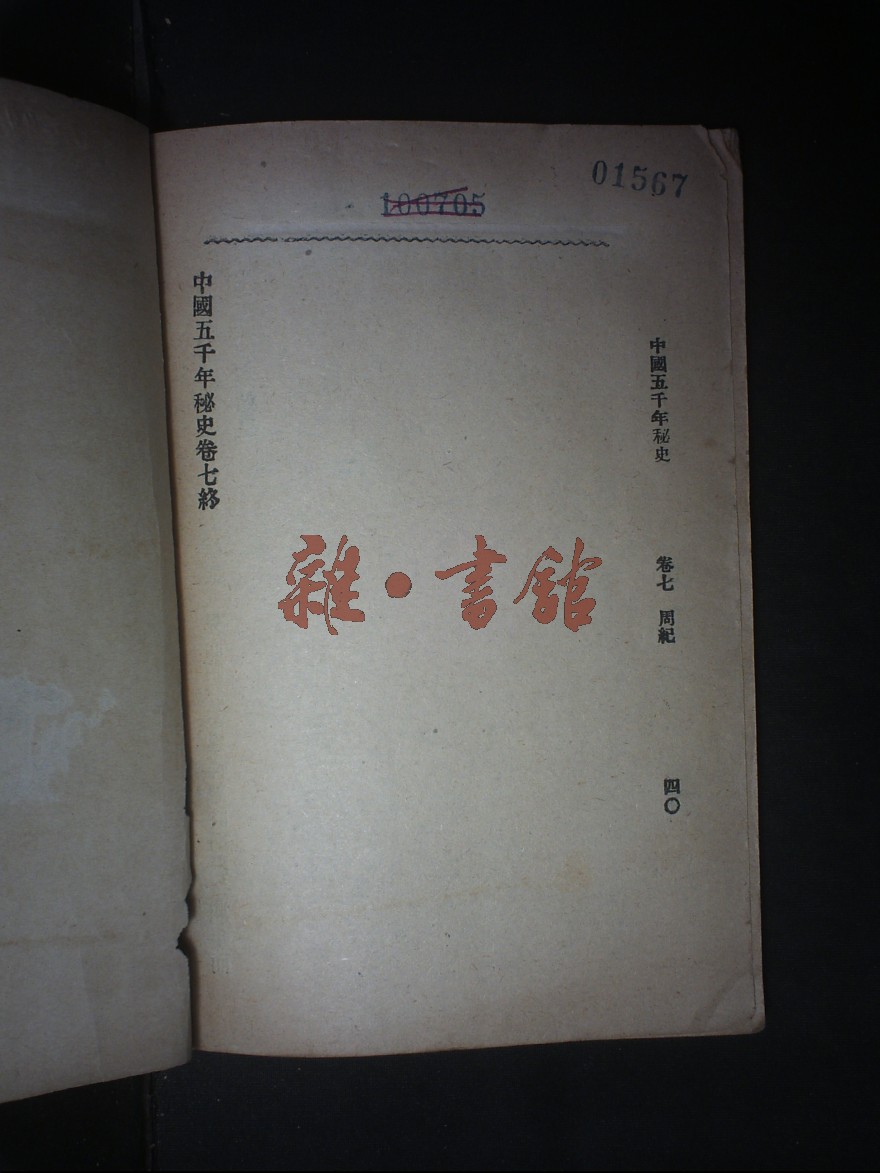 01567
100705
中國五千年秘史
卷七 周紀
四〇
雜·書館
中國五千年秘史卷七終